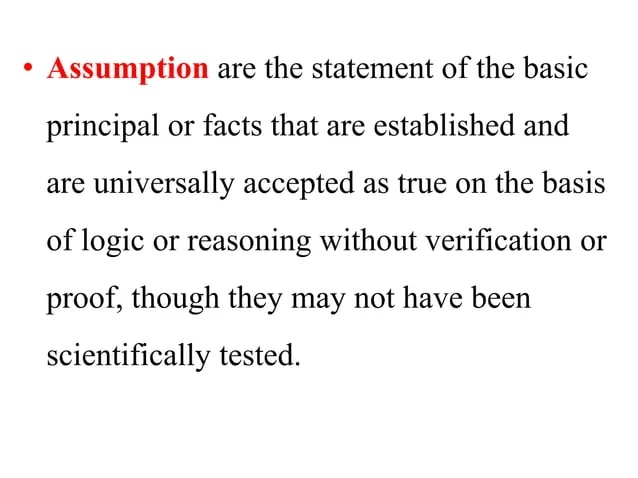 • Assumption are the statement of the basic
principal or facts that are established and
are universally accepted as true on the basis
of logic or reasoning without verification or
proof, though they may not have been
scientifically tested.